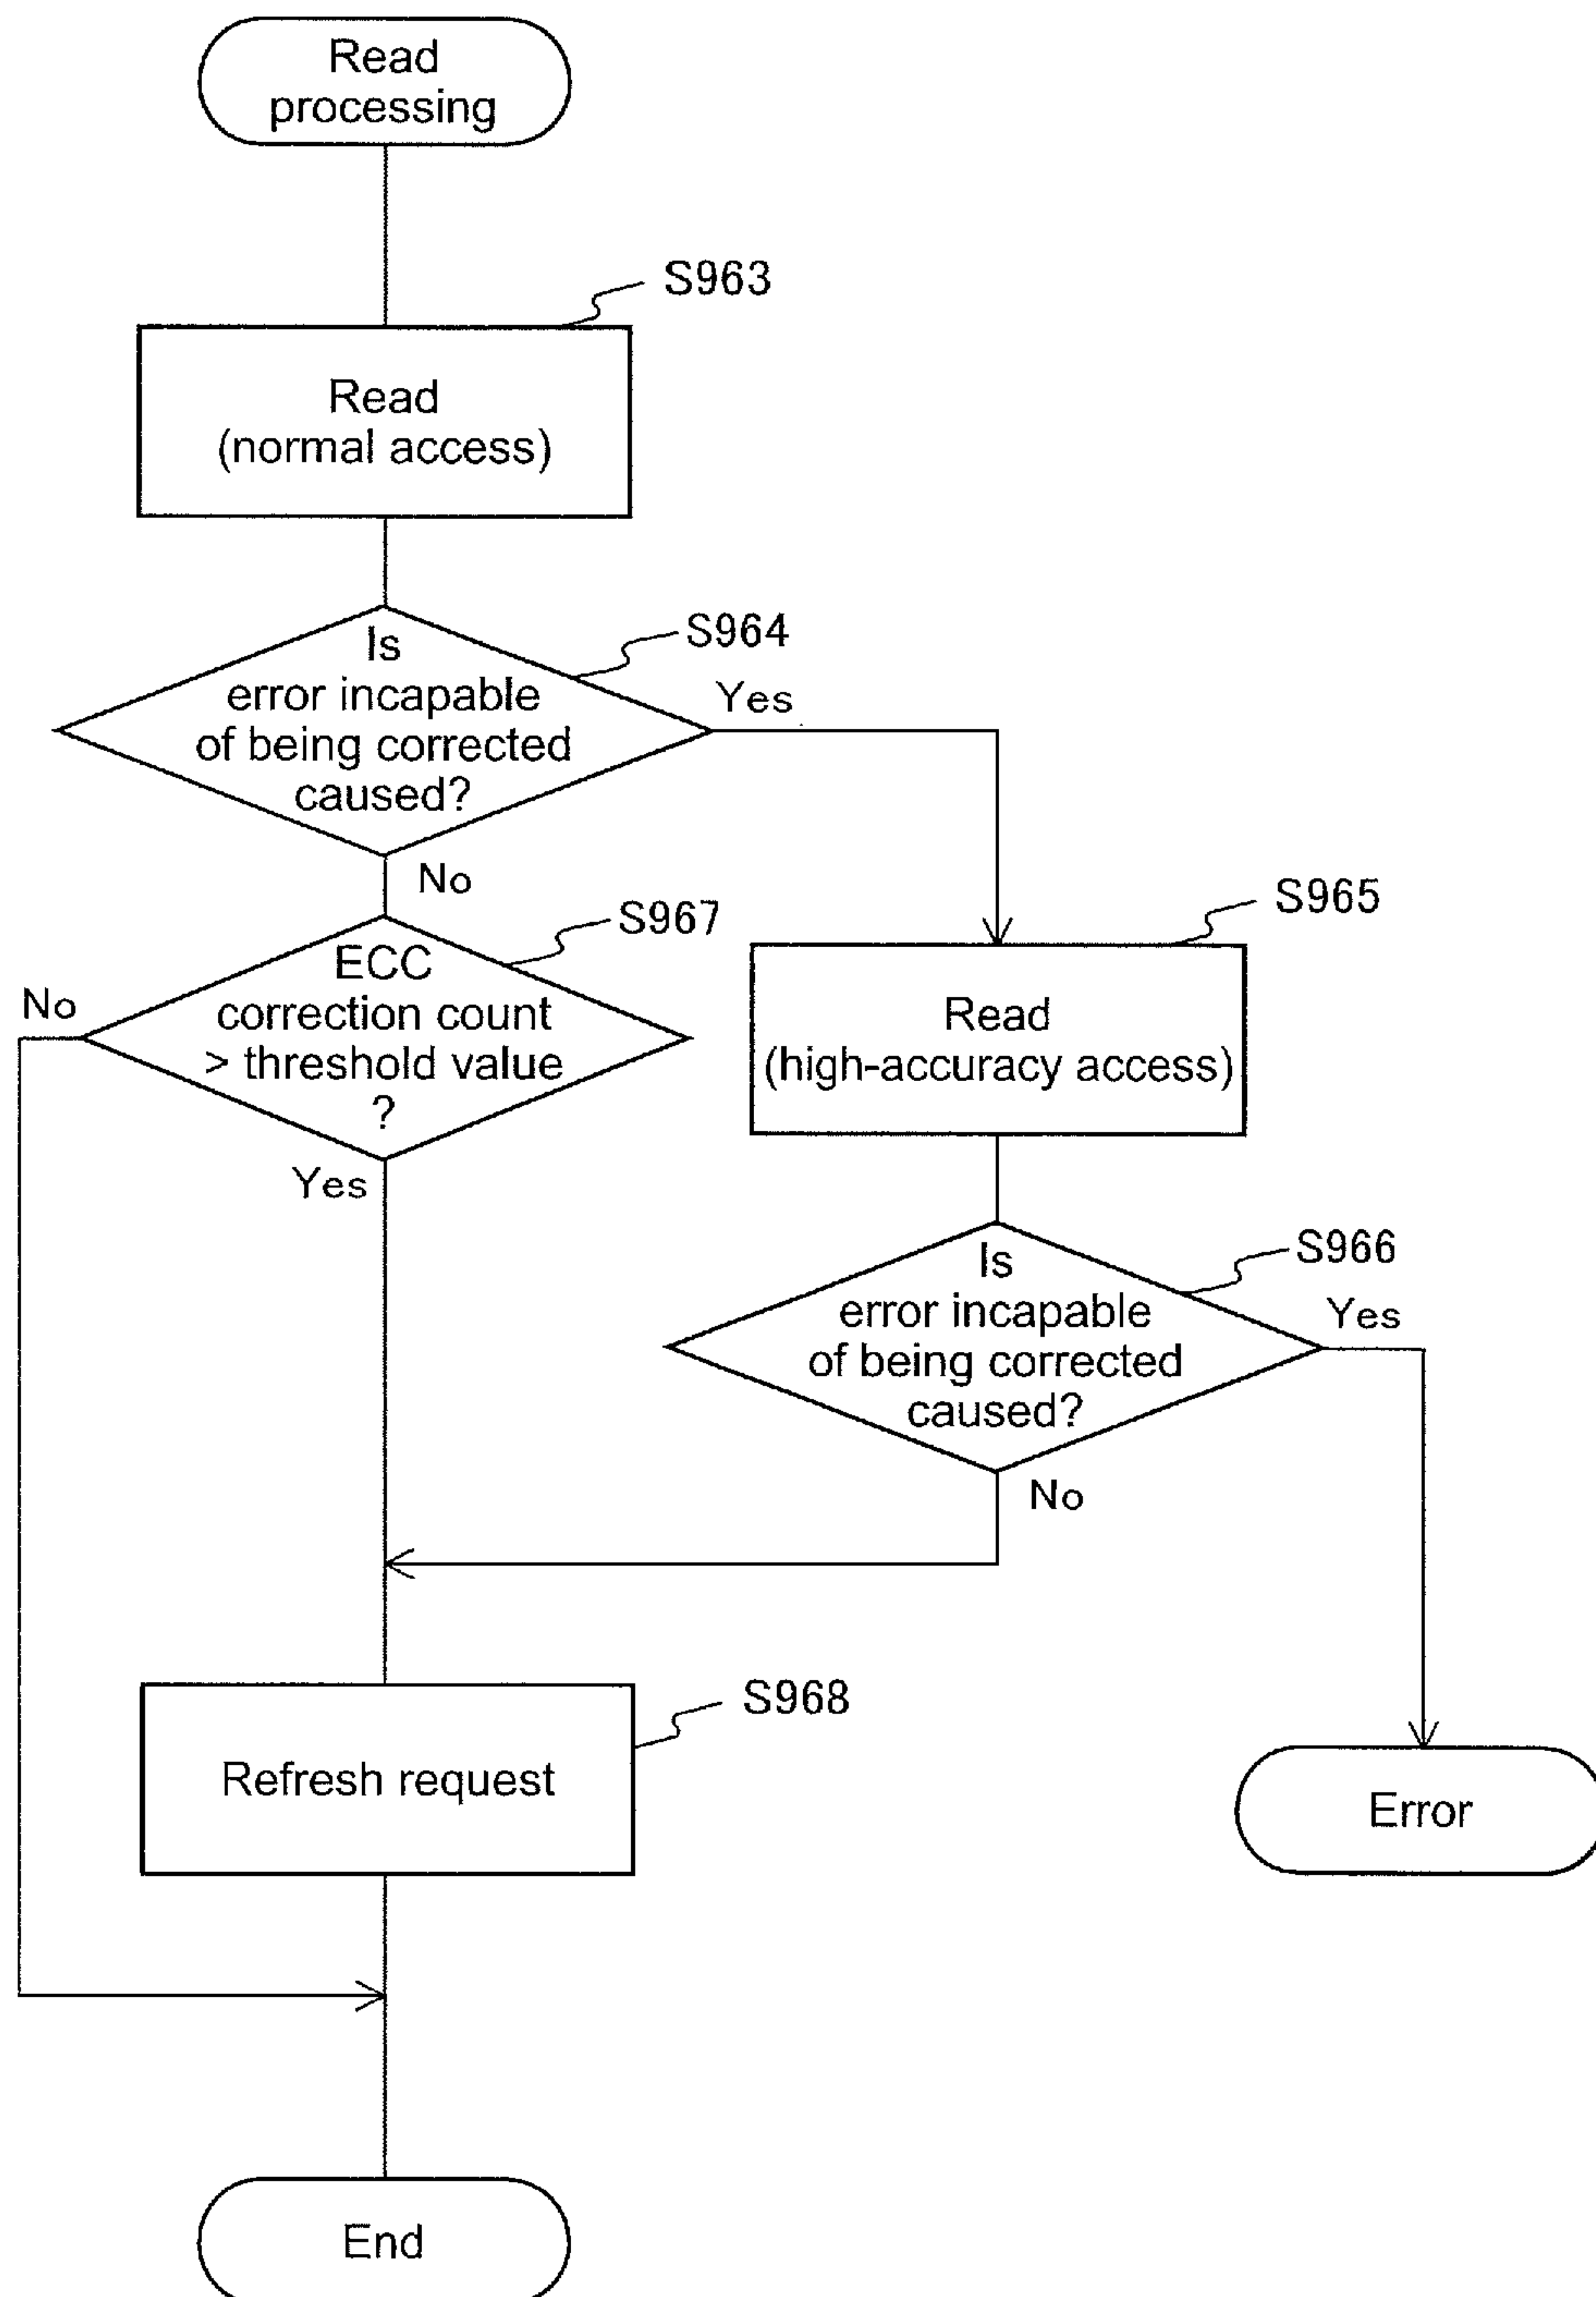 Read
processing
S963
Read
(normal access)
S964
Is
error incapable
of being corrected
caused?
Yes
No
S967
ECC
correction count
> threshold value
?
No
Yes
S965
Read
(high-accuracy access)
S966
Is
error incapable
of being corrected
caused?
Yes
No
S968
Refresh request
Error
End